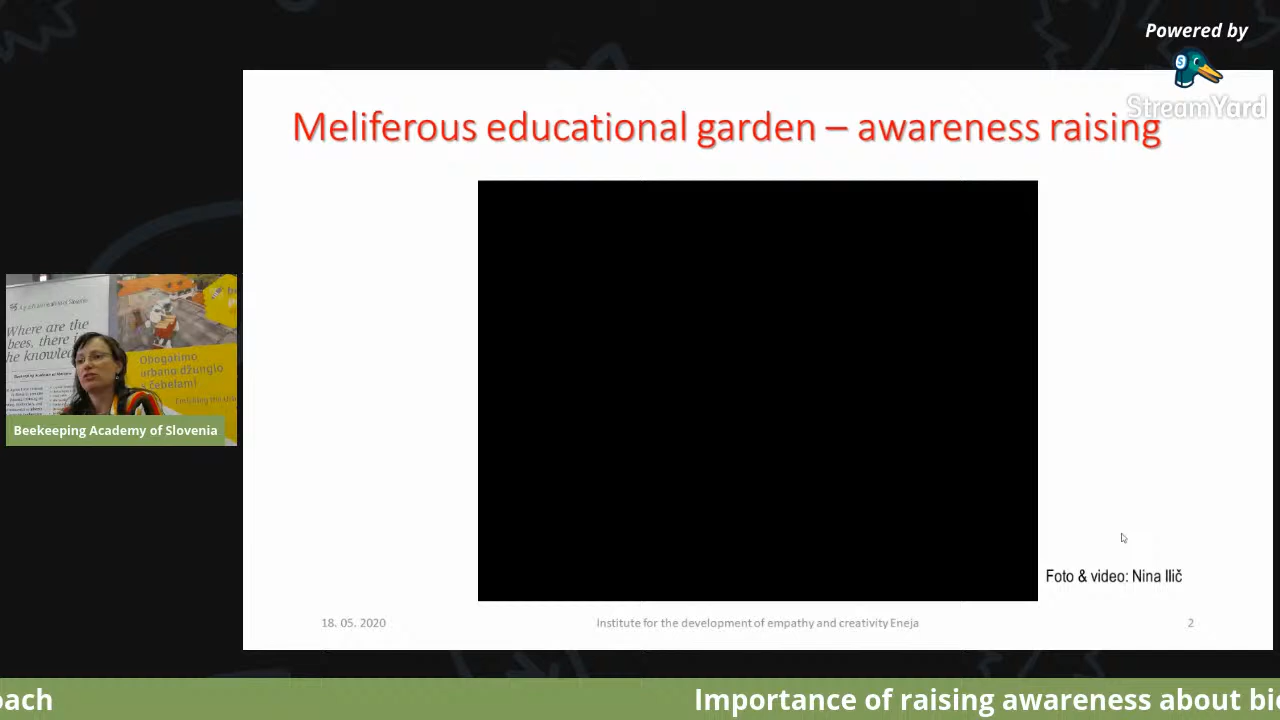 Powered by
StreamYard
Meliferous educational garden – awareness raising
Where are the
bees, there i
he knowled
Obogatimo
urbano džunglo
s čebelami
Beekeeping Academy of Slovenia
Foto & video: Nina Ilič
18. 05. 2020
Institute for the development of empathy and creativity Eneja
2
oach
Importance of raising awareness about bi